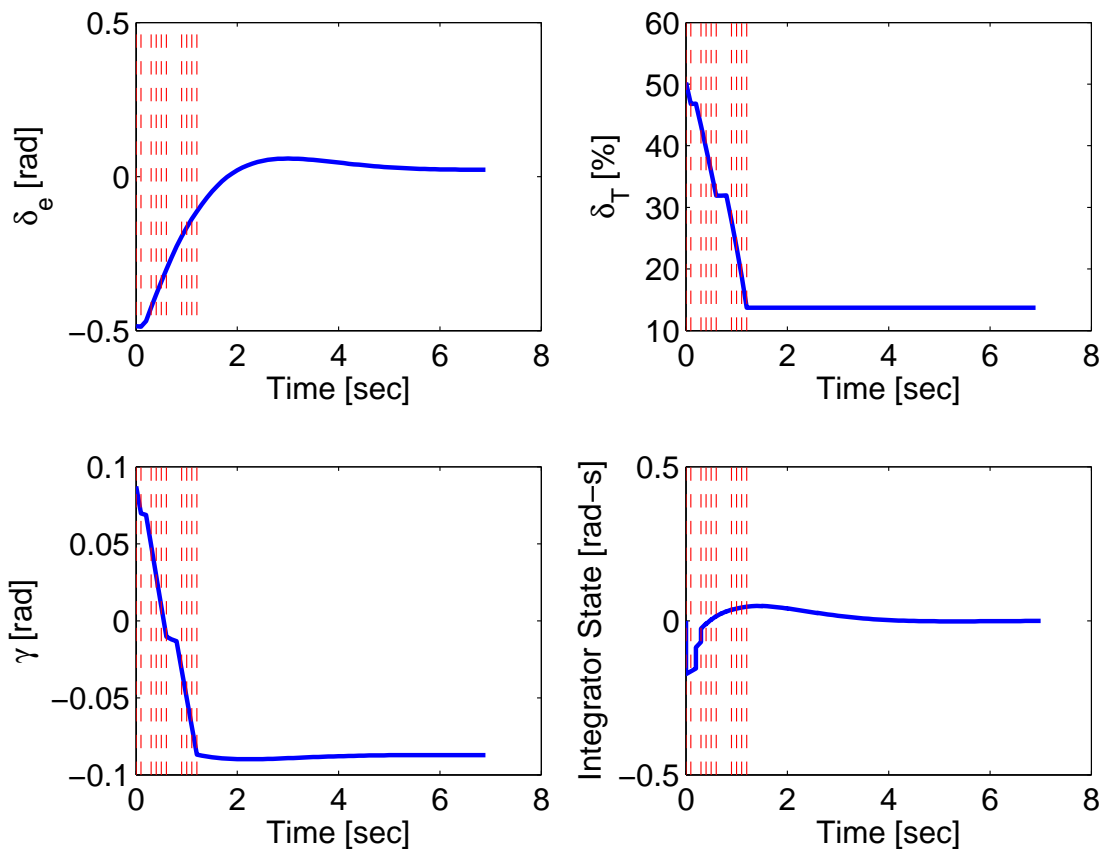 0.5
0
−0.5
0 2 4 6 8
Time [sec]
δe [rad]
60
50
40
30
20
10
0 2 4 6 8
Time [sec]
δT [%]
0.1
0.05
0
−0.05
−0.1
0 2 4 6 8
Time [sec]
γ [rad]
0.5
0
−0.5
0 2 4 6 8
Time [sec]
Integrator State [rad−s]